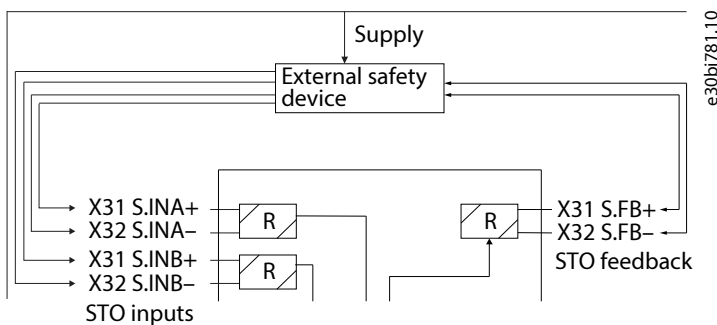 Supply
e30bi781.10
External safety
device
X31 S.INA+
X32 S.INA–
X31 S.INB+
X32 S.INB–
STO inputs
R
R
R
X31 S.FB+
X32 S.FB–
STO feedback